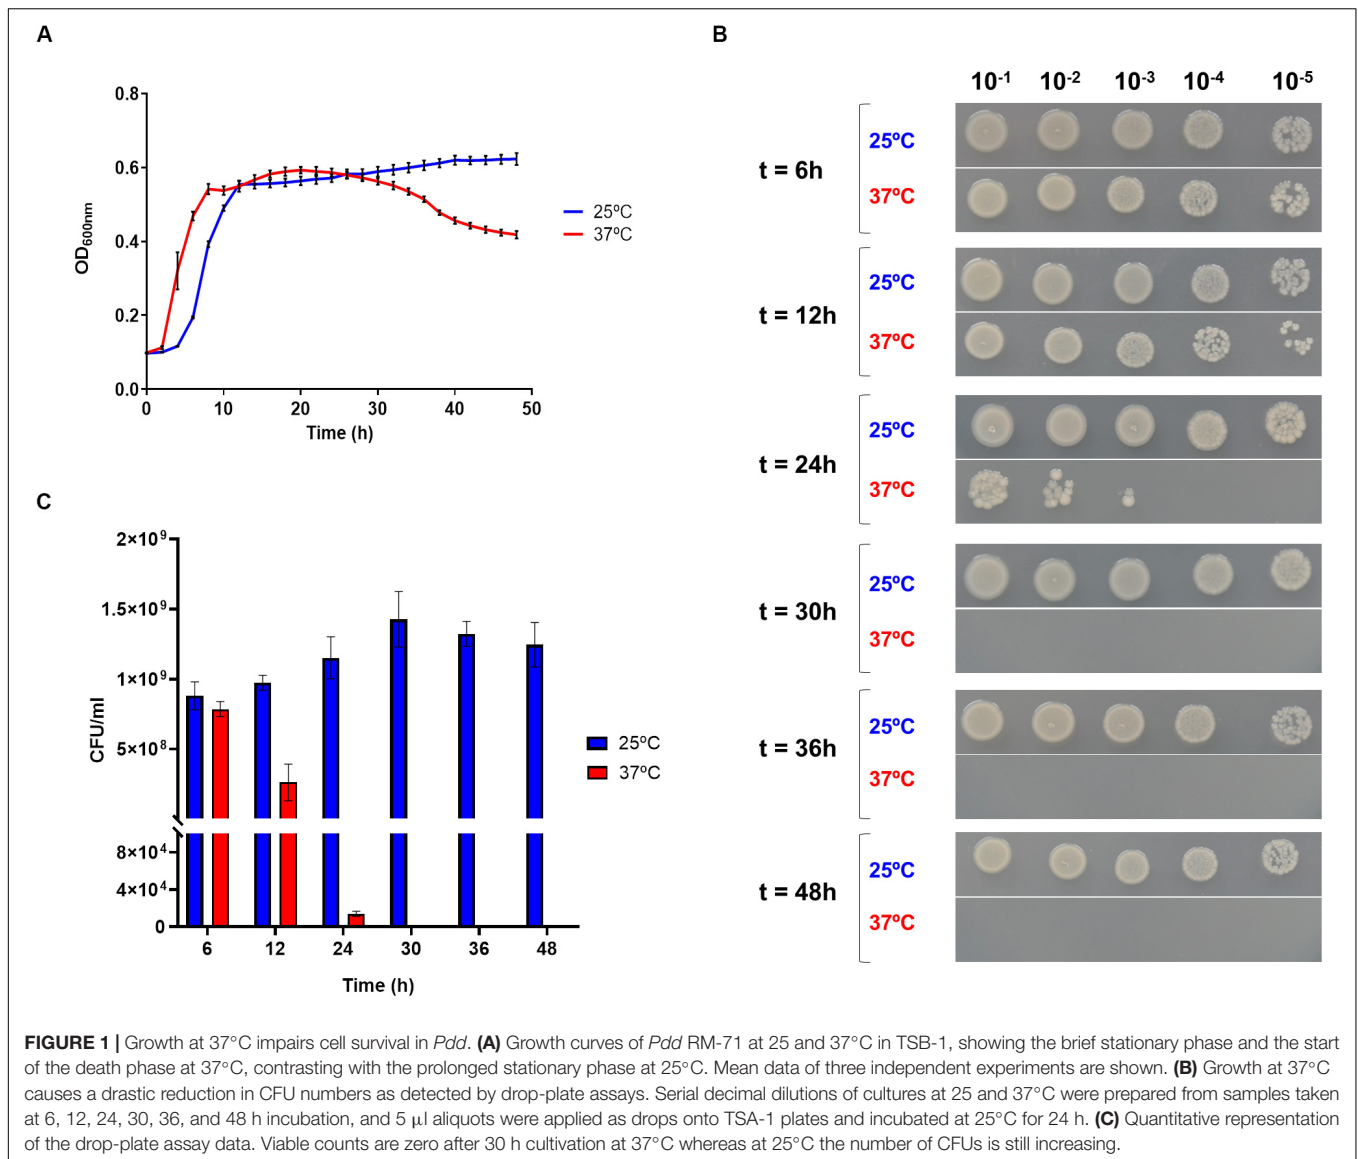 A
0.8
0.6
0.4
0.2
0.0
OD600nm
0 10 20 30 40 50
Time (h)
25ºC
37ºC
B
10-1 10-2 10-3 10-4 10-5
t = 6h
25ºC
37ºC
t = 12h
25ºC
37ºC
t = 24h
25ºC
37ºC
t = 30h
25ºC
37ºC
t = 36h
25ºC
37ºC
t = 48h
25ºC
37ºC
C
2×10⁹
1.5×10⁹
1×10⁹
5×10⁸
8×10⁴
4×10⁴
0
CFU/ml
6 12 24 30 36 48
Time (h)
25ºC
37ºC
FIGURE 1 | Growth at 37°C impairs cell survival in Pdd. (A) Growth curves of Pdd RM-71 at 25 and 37°C in TSB-1, showing the brief stationary phase and the start
of the death phase at 37°C, contrasting with the prolonged stationary phase at 25°C. Mean data of three independent experiments are shown. (B) Growth at 37°C
causes a drastic reduction in CFU numbers as detected by drop-plate assays. Serial decimal dilutions of cultures at 25 and 37°C were prepared from samples taken
at 6, 12, 24, 30, 36, and 48 h incubation, and 5 μl aliquots were applied as drops onto TSA-1 plates and incubated at 25°C for 24 h. (C) Quantitative representation
of the drop-plate assay data. Viable counts are zero after 30 h cultivation at 37°C whereas at 25°C the number of CFUs is still increasing.